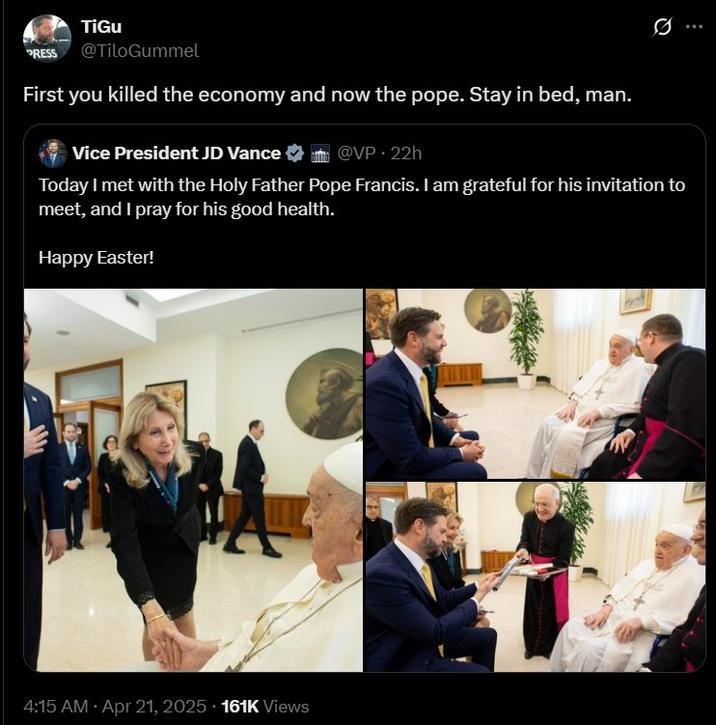 TiGu
@TiloGummel
PRESS
First you killed the economy and now the pope. Stay in bed, man.
Vice President JD Vance @VP · 22h
Today I met with the Holy Father Pope Francis. I am grateful for his invitation to
meet, and I pray for his good health.
Happy Easter!
4:15 AM · Apr 21, 2025 · 161K Views